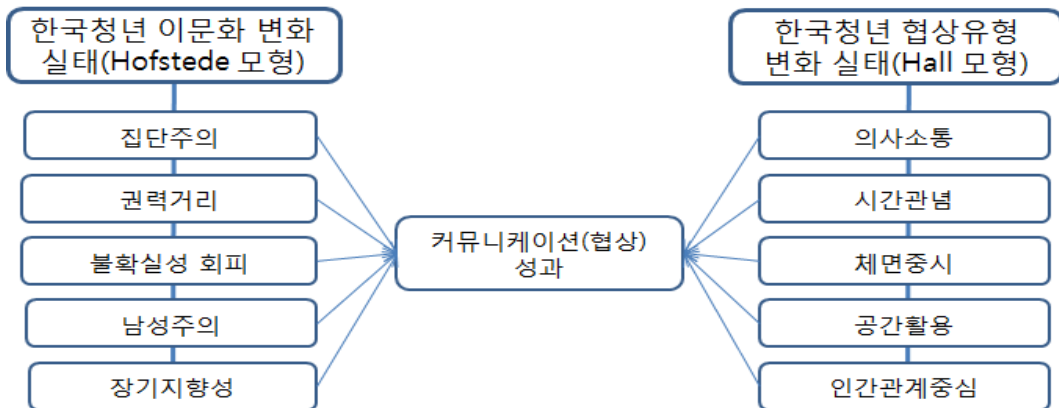 한국청년 이문화 변화
실태(Hofstede 모형)
집단주의
권력거리
불확실성 회피
남성주의
장기지향성
커뮤니케이션(협상)
성과
한국청년 협상유형
변화 실태(Hall 모형)
의사소통
시간관념
체면중시
공간활용
인간관계중심